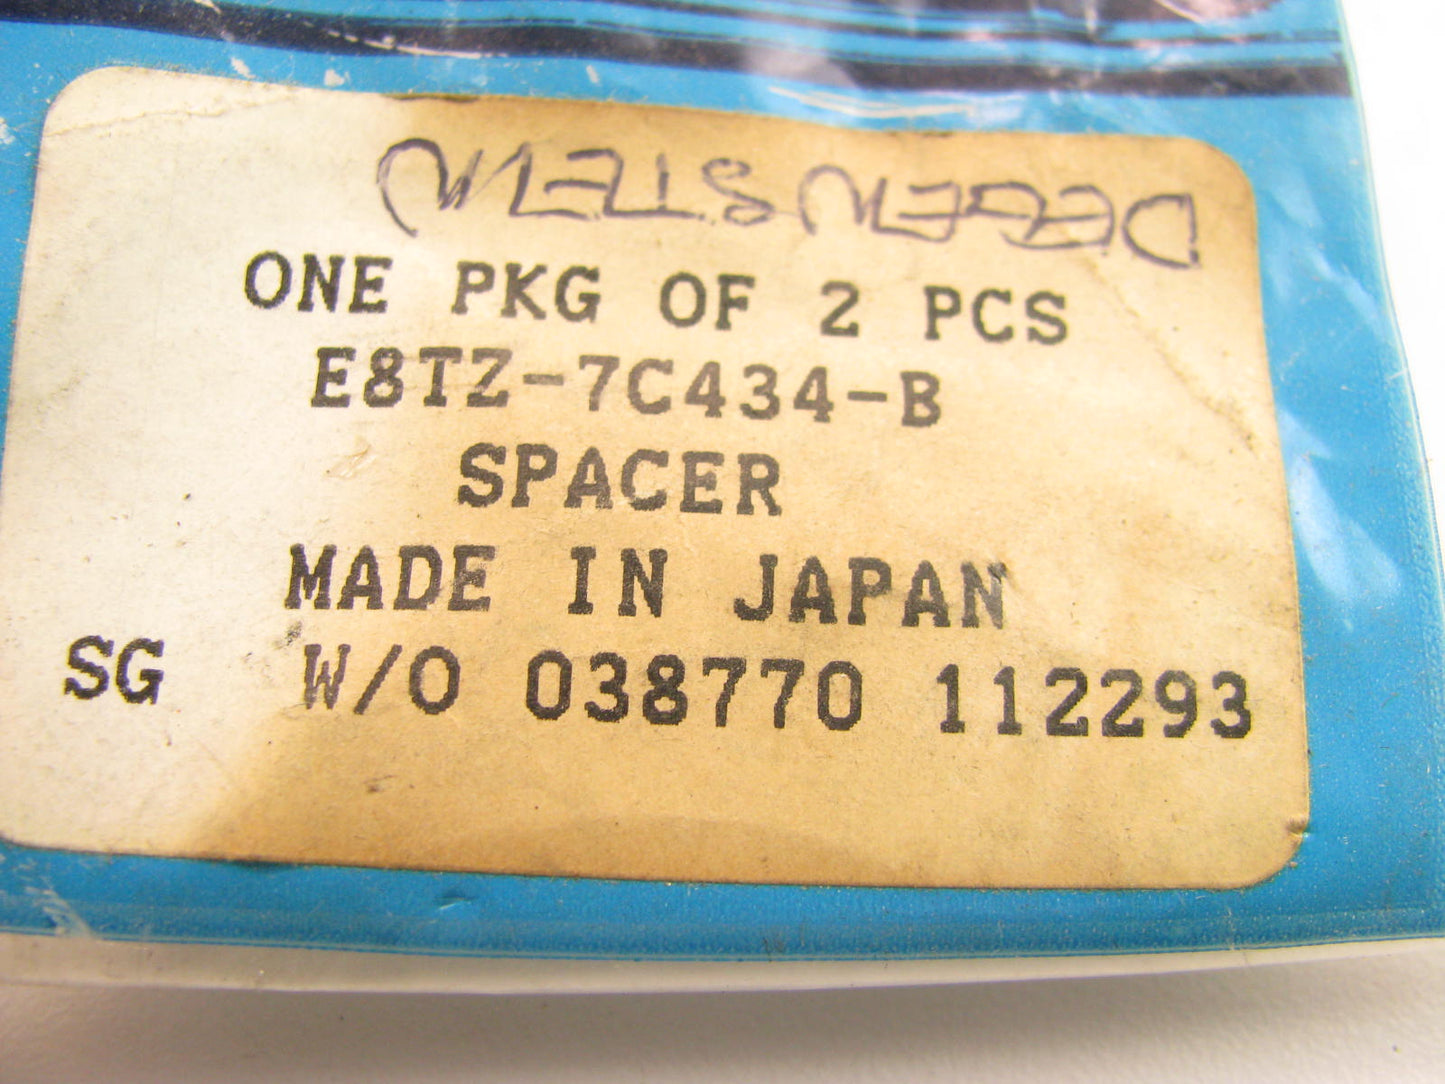 ONE PKG OF 2 PCS
E8TZ-7C434-B
SPACER
MADE IN JAPAN
SG W/O 038770 112293